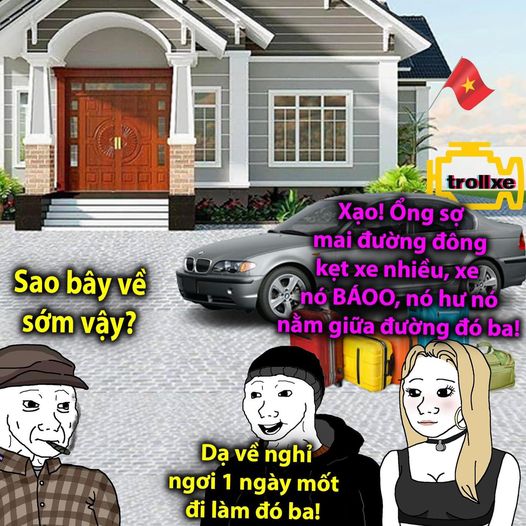 trollxe
Xạo! Ổng sợ
mai đường đông
kẹt xe nhiều, xe
nó BÁOO, nó hư nó
nằm giữa đường đó ba!
Sao bây về
sớm vậy?
Dạ về nghỉ
ngơi 1 ngày mốt
đi làm đó ba!